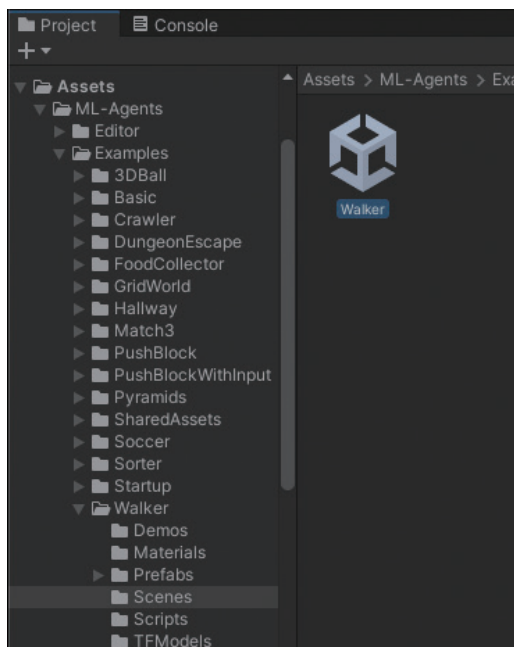 Project
Console
Assets
ML-Agents
Editor
Examples
3DBall
Basic
Crawler
DungeonEscape
FoodCollector
GridWorld
Hallway
Match3
PushBlock
PushBlockWithInput
Pyramids
SharedAssets
Soccer
Sorter
Startup
Walker
Demos
Materials
Prefabs
Scenes
Scripts
TFModels
Assets > ML-Agents > Exa
Walker